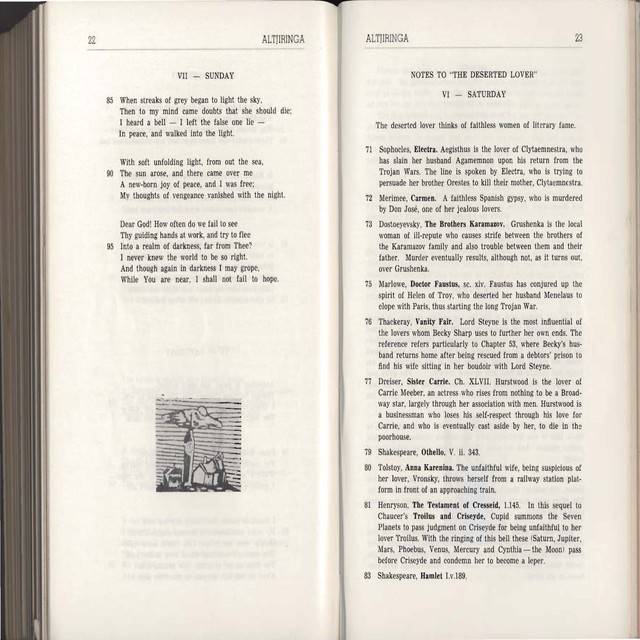 22 ALTJIRINGA
VII — SUNDAY
85 When streaks of grey began to light the sky,
Then to my mind came doubts that she should die;
I heard a bell — I left the false one lie —
In peace, and walked into the light.
With soft unfolding light, from out the sea,
90 The sun arose, and there came over me
A new-born joy of peace, and I was free;
My thoughts of vengeance vanished with the night.
Dear God! How often do we fail to see
Thy guiding hands at work, and try to flee
95 Into a realm of darkness, far from Thee?
I never knew the world to be so right.
And though again in darkness I may grope,
While You are near, I shall not fail to hope.
ALTJIRINGA 23
NOTES TO "THE DESERTED LOVER"
VI — SATURDAY
The deserted lover thinks of faithless women of literary fame.
71 Sophocles, Electra. Aegisthus is the lover of Clytaemnestra, who
has slain her husband Agamemnon upon his return from the
Trojan Wars. The line is spoken by Electra, who is trying to
persuade her brother Orestes to kill their mother, Clytaemnestra.
72 Merimee, Carmen. A faithless Spanish gypsy, who is murdered
by Don José, one of her jealous lovers.
73 Dostoeyevsky, The Brothers Karamazov. Grushenka is the local
woman of ill-repute who causes strife between the brothers of
the Karamazov family and also trouble between them and their
father. Murder eventually results, although not, as it turns out,
over Grushenka.
75 Marlowe, Doctor Faustus, sc. xiv. Faustus has conjured up the
spirit of Helen of Troy, who deserted her husband Menelaus to
elope with Paris, thus starting the long Trojan War.
76 Thackeray, Vanity Fair. Lord Steyne is the most influential of
the lovers whom Becky Sharp uses to further her own ends. The
reference refers particularly to Chapter 53, where Becky's hus-
band returns home after being rescued from a debtors' prison to
find his wife sitting in her boudoir with Lord Steyne.
77 Dreiser, Sister Carrie. Ch. XLVII. Hurstwood is the lover of
Carrie Meeber, an actress who rises from nothing to be a Broad-
way star, largely through her association with men. Hurstwood is
a businessman who loses his self-respect through his love for
Carrie, and who is eventually cast aside by her, to die in the
poorhouse.
79 Shakespeare, Othello. V. ii. 343.
80 Tolstoy, Anna Karenina. The unfaithful wife, being suspicious of
her lover, Vronsky, throws herself from a railway station plat-
form in front of an approaching train.
81 Henryson, The Testament of Cresseid, l.145. In this sequel to
Chaucer's Troilus and Criseyde, Cupid summons the Seven
Planets to pass judgment on Criseyde for being unfaithful to her
lover Troilus. With the ringing of this bell these (Saturn, Jupiter,
Mars, Phoebus, Venus, Mercury and Cynthia — the Moon) pass
before Criseyde and condemn her to become a leper.
83 Shakespeare, Hamlet I.v.189.